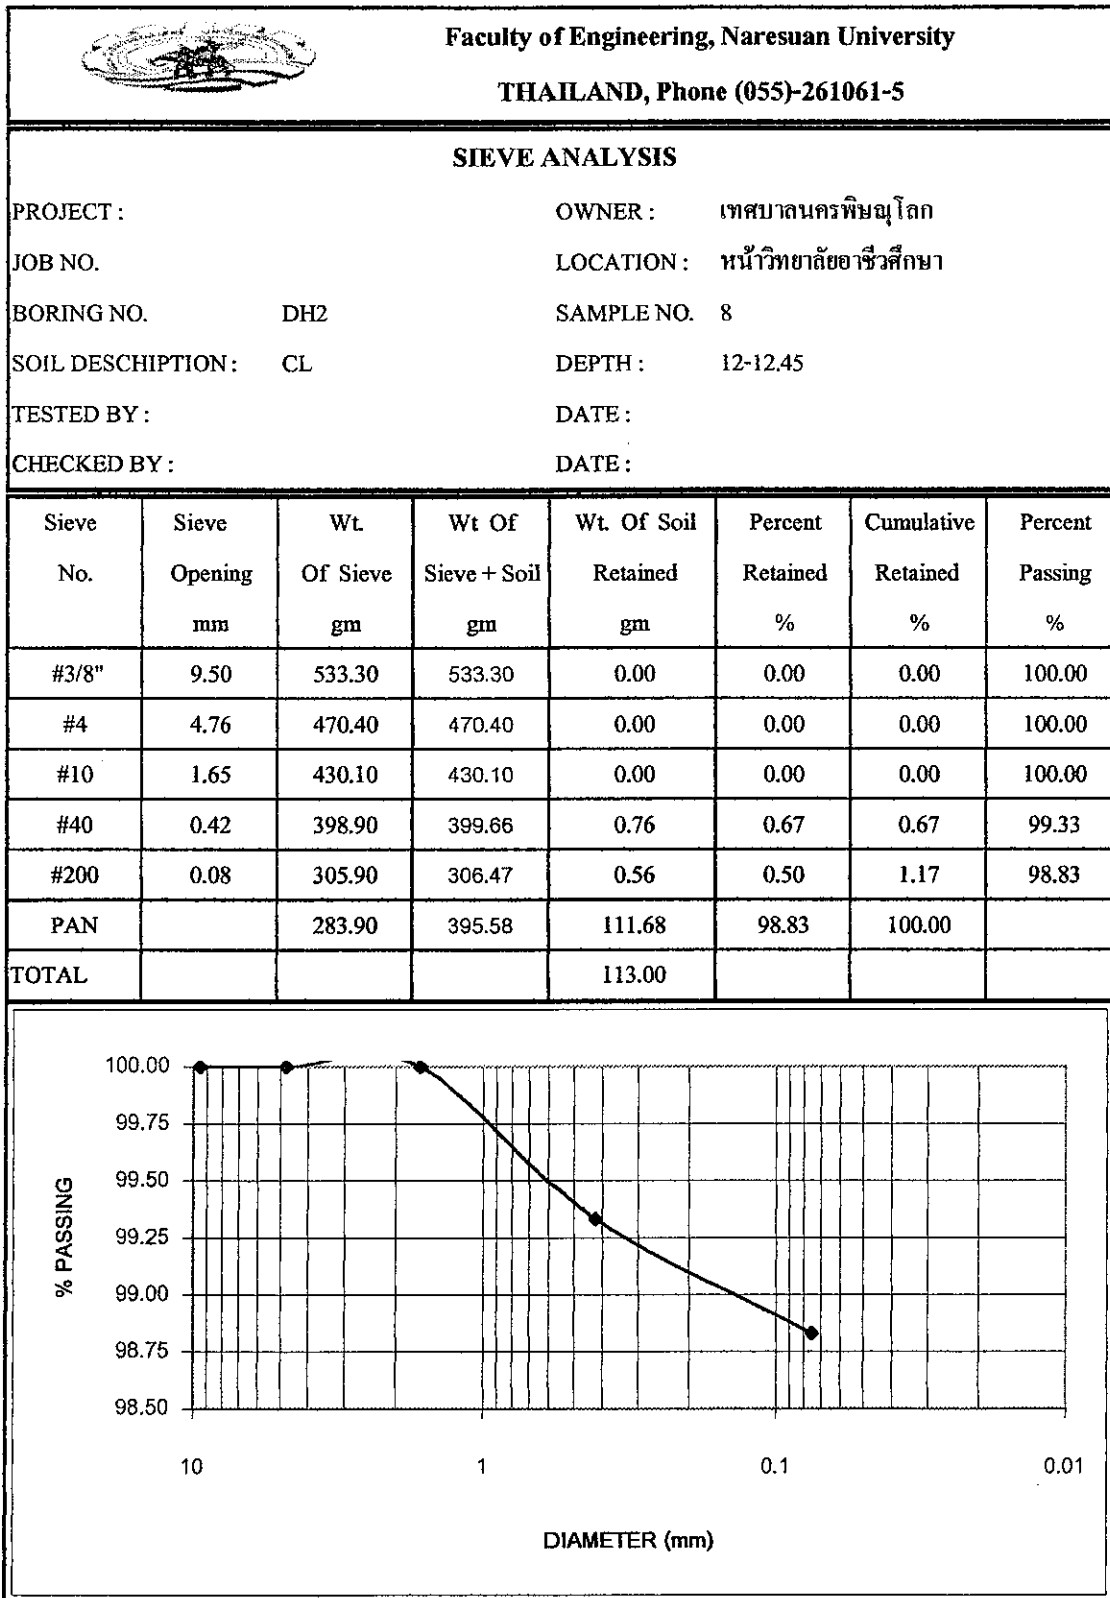 Faculty of Engineering, Naresuan University
THAILAND, Phone (055)-261061-5
SIEVE ANALYSIS
PROJECT : OWNER : เทศบาลนครพิษณุโลก
JOB NO. LOCATION : หน้าวิทยาลัยอาชีวศึกษา
BORING NO. DH2 SAMPLE NO. 8
SOIL DESCHIPTION : CL DEPTH : 12-12.45
TESTED BY : DATE :
CHECKED BY : DATE :
Sieve Sieve Wt. Wt Of Wt. Of Soil Percent Cumulative Percent
No. Opening Of Sieve Sieve + Soil Retained Retained Retained Passing
mm gm gm gm % % %
#3/8" 9.50 533.30 533.30 0.00 0.00 0.00 100.00
#4 4.76 470.40 470.40 0.00 0.00 0.00 100.00
#10 1.65 430.10 430.10 0.00 0.00 0.00 100.00
#40 0.42 398.90 399.66 0.76 0.67 0.67 99.33
#200 0.08 305.90 306.47 0.56 0.50 1.17 98.83
PAN 283.90 395.58 111.68 98.83 100.00
TOTAL 113.00
100.00
99.75
99.50
99.25
99.00
98.75
98.50
% PASSING
10 1 0.1 0.01
DIAMETER (mm)